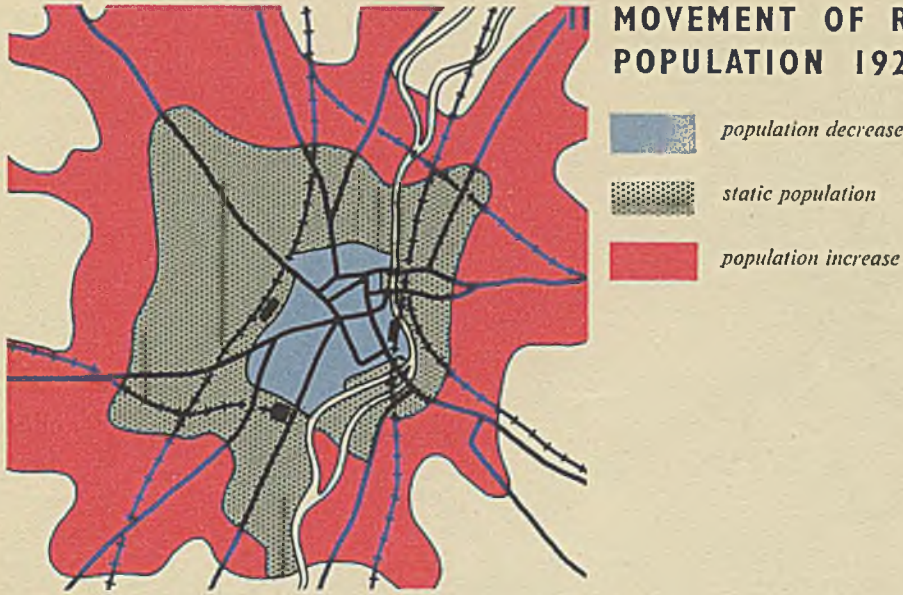 MOVEMENT OF R
POPULATION 192
population decrease
static population
population increase